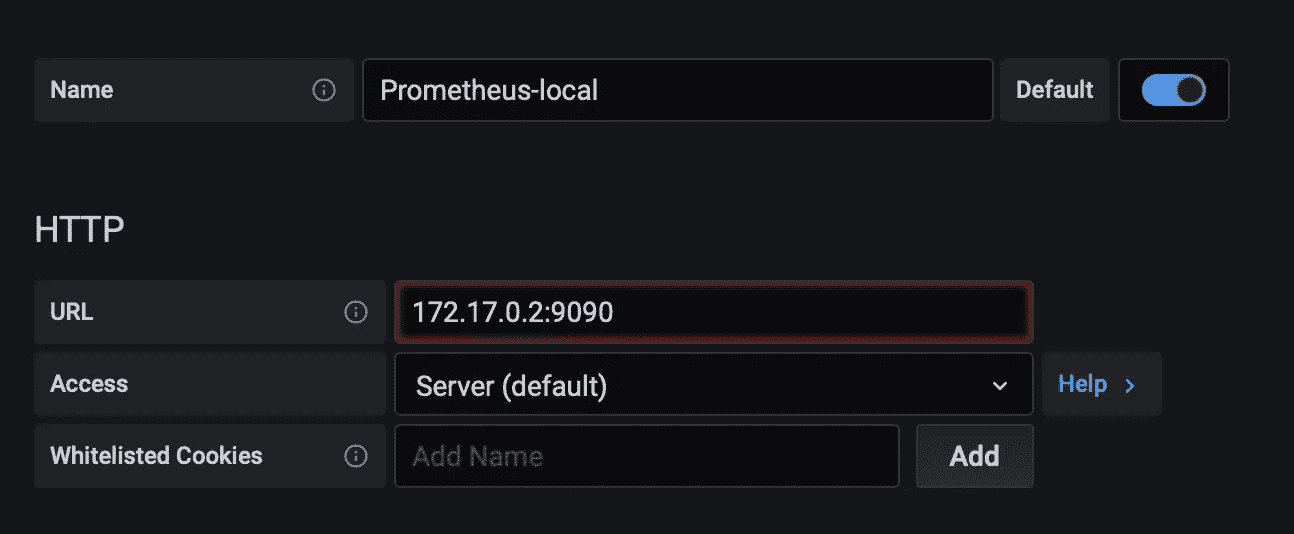 Name Prometheus-local Default
HTTP
URL 172.17.0.2:9090
Access Server (default) Help >
Whitelisted Cookies Add Name Add